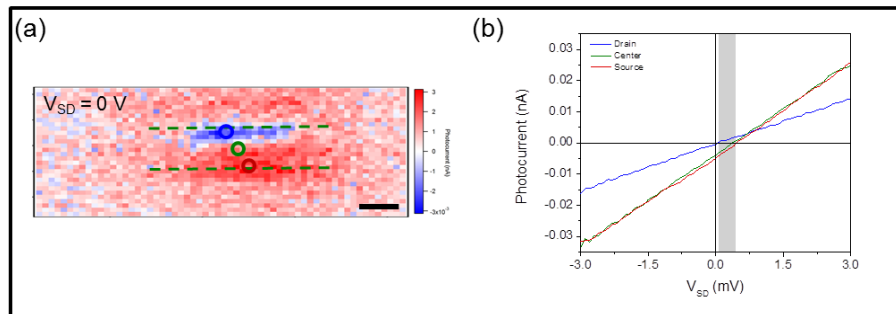 (a)
V_SD = 0 V
3
2
1
0
-1
-2
-3x10^-3
Photocurrent (nA)
(b)
Drain
Center
Source
0.03
0.02
0.01
0.00
-0.01
-0.02
-0.03
Photocurrent (nA)
-3.0 -1.5 0.0 1.5 3.0
V_SD (mV)